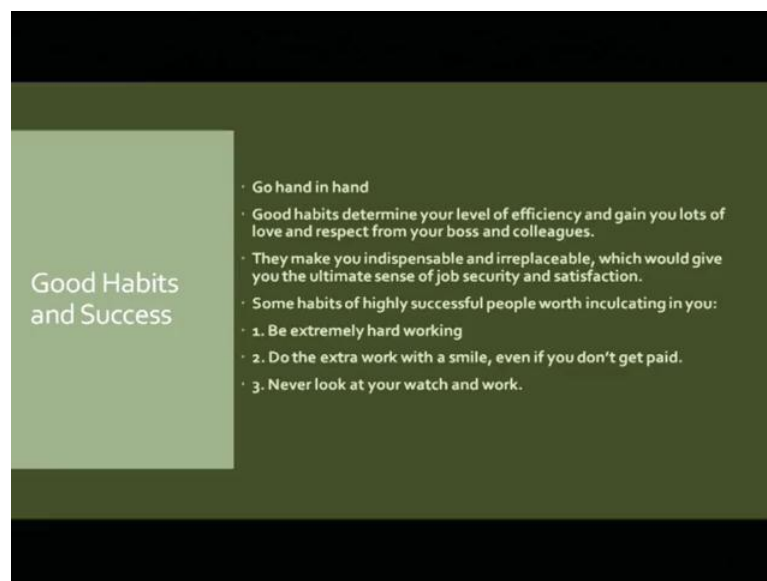 Good Habits
and Success
· Go hand in hand
· Good habits determine your level of efficiency and gain you lots of
love and respect from your boss and colleagues.
· They make you indispensable and irreplaceable, which would give
you the ultimate sense of job security and satisfaction.
· Some habits of highly successful people worth inculcating in you:
· 1. Be extremely hard working
· 2. Do the extra work with a smile, even if you don't get paid.
· 3. Never look at your watch and work.